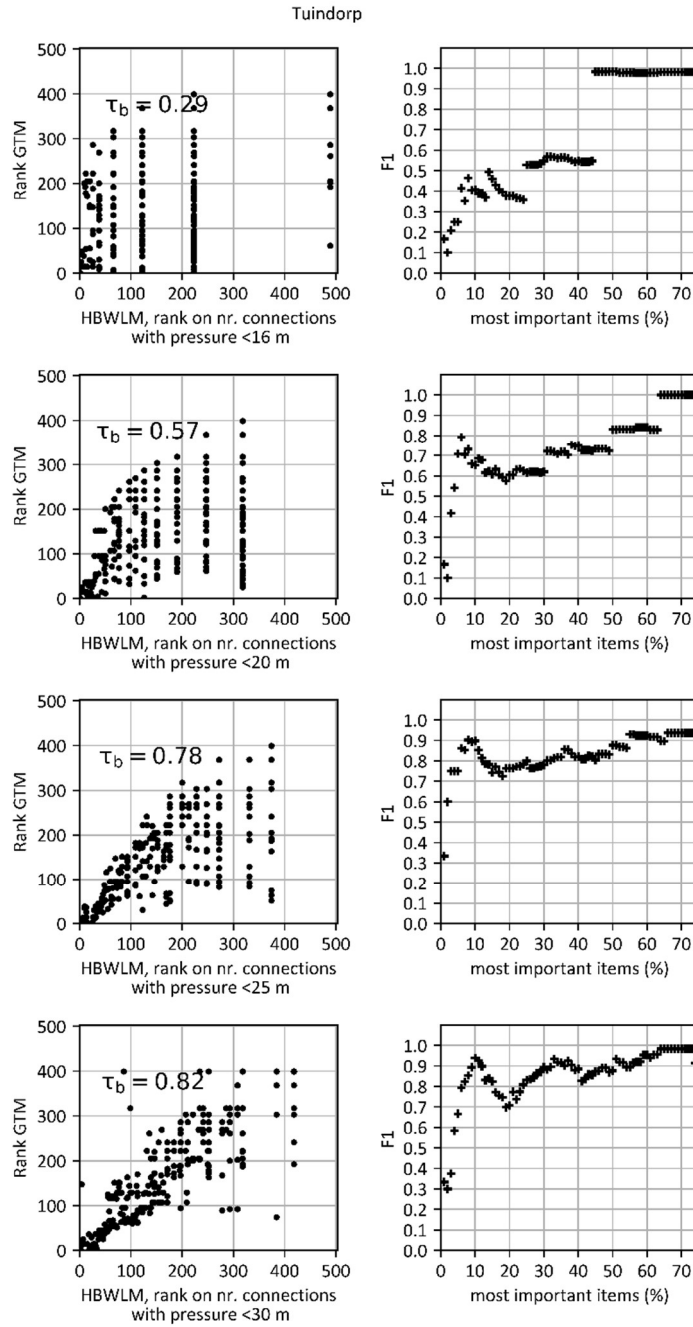 Tuindorp
500
400
300
200
100
0
Rank GTM
τb = 0.29
0 100 200 300 400 500
HBWLM, rank on nr. connections
with pressure <16 m
1.0
0.9
0.8
0.7
0.6
0.5
0.4
0.3
0.2
0.1
0.0
F1
0 10 20 30 40 50 60 70
most important items (%)
500
400
300
200
100
0
Rank GTM
τb = 0.57
0 100 200 300 400 500
HBWLM, rank on nr. connections
with pressure <20 m
1.0
0.9
0.8
0.7
0.6
0.5
0.4
0.3
0.2
0.1
0.0
F1
0 10 20 30 40 50 60 70
most important items (%)
500
400
300
200
100
0
Rank GTM
τb = 0.78
0 100 200 300 400 500
HBWLM, rank on nr. connections
with pressure <25 m
1.0
0.9
0.8
0.7
0.6
0.5
0.4
0.3
0.2
0.1
0.0
F1
0 10 20 30 40 50 60 70
most important items (%)
500
400
300
200
100
0
Rank GTM
τb = 0.82
0 100 200 300 400 500
HBWLM, rank on nr. connections
with pressure <30 m
1.0
0.9
0.8
0.7
0.6
0.5
0.4
0.3
0.2
0.1
0.0
F1
0 10 20 30 40 50 60 70
most important items (%)